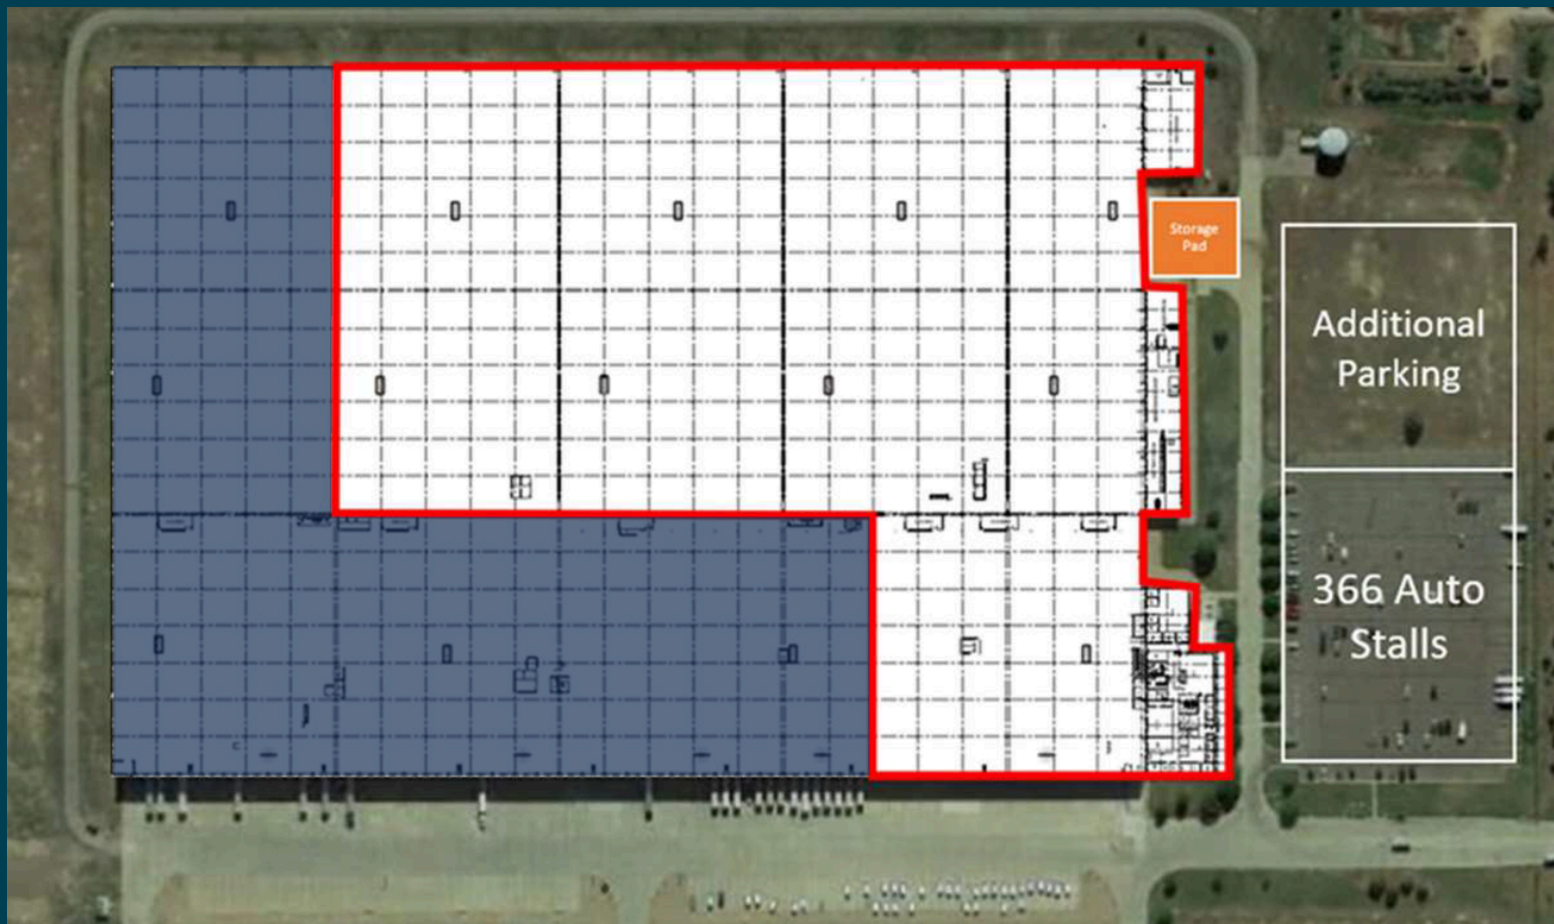 Storage
Pad
Additional
Parking
366 Auto
Stalls